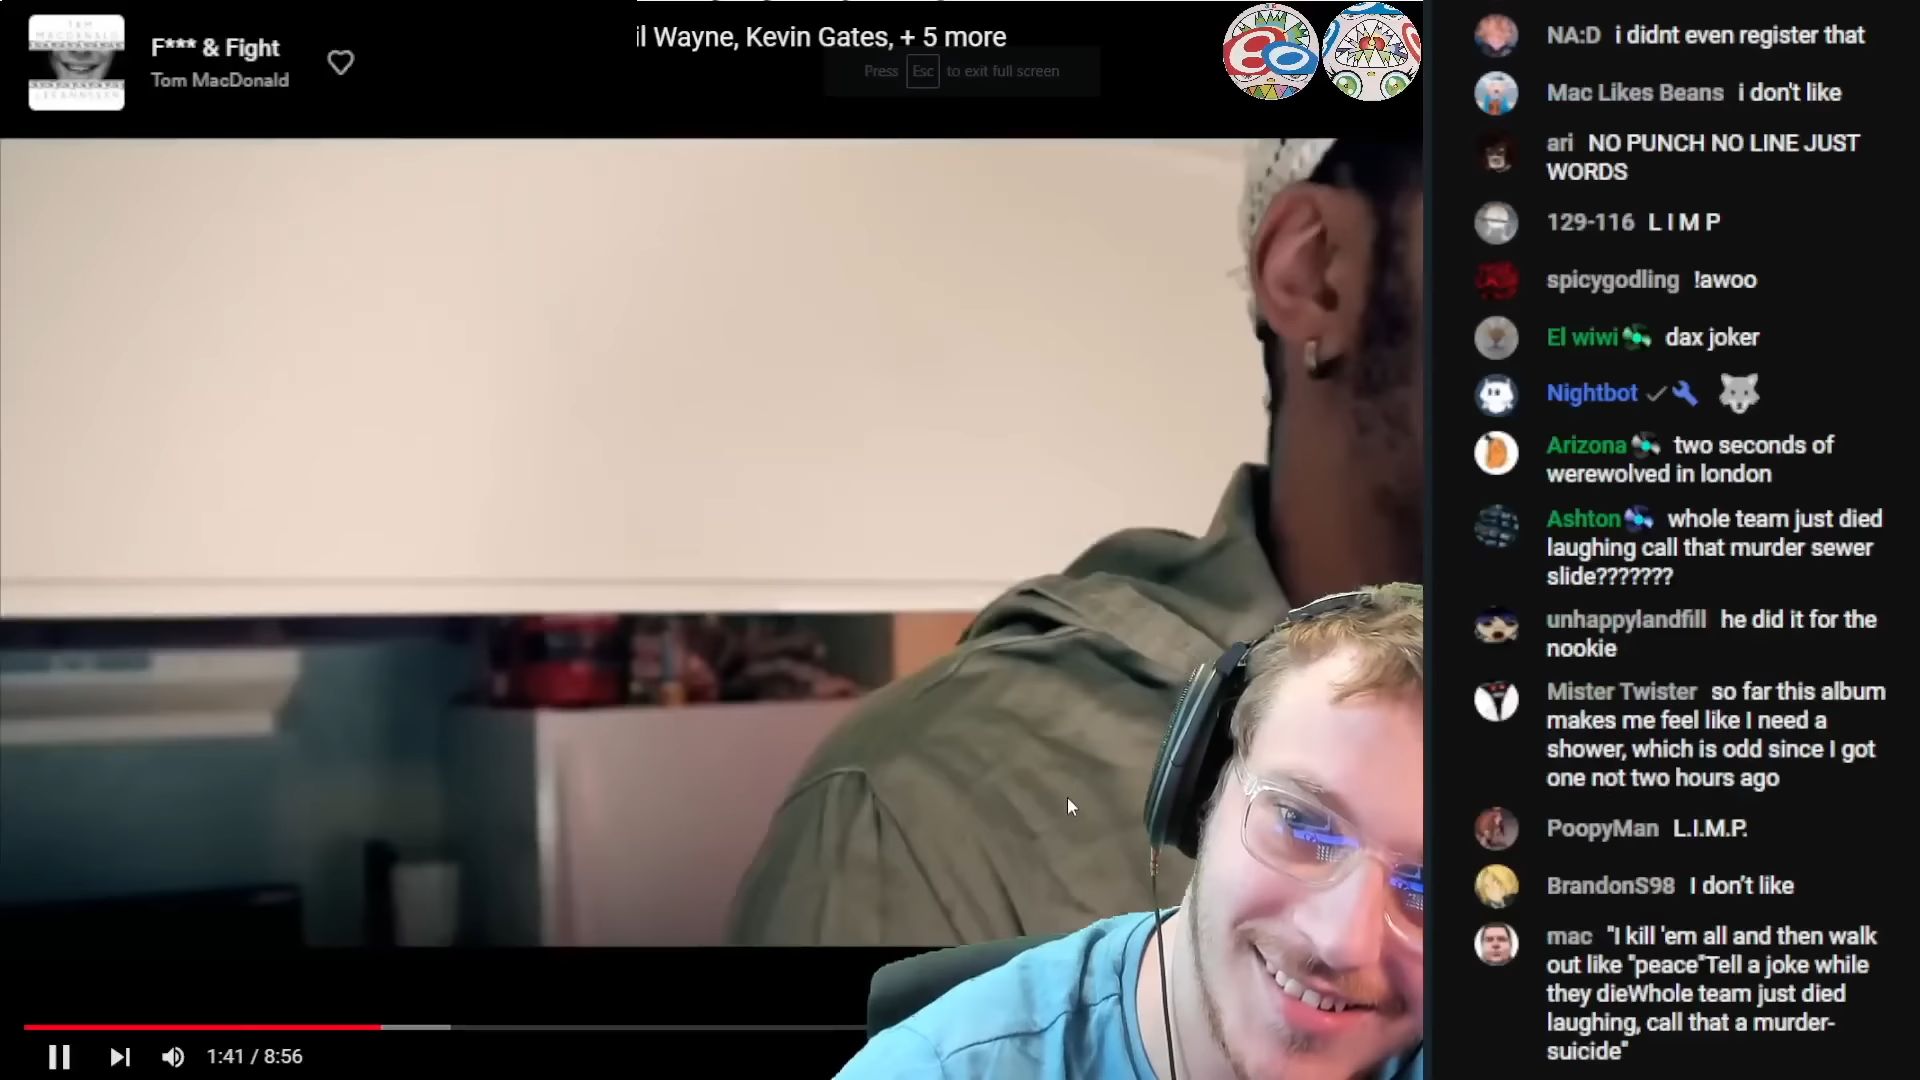 TOM
MACDONALD
F*** & Fight
Tom MacDonald
il Wayne, Kevin Gates, + 5 more
Press Esc to exit full screen
1:41 / 8:56
NA:D i didnt even register that
Mac Likes Beans i don't like
ari NO PUNCH NO LINE JUST
WORDS
129-116 L I M P
spicygodling !awoo
El wiwi dax joker
Nightbot
Arizona two seconds of
werewolved in london
Ashton whole team just died
laughing call that murder sewer
slide???????
unhappylandfill he did it for the
nookie
Mister Twister so far this album
makes me feel like I need a
shower, which is odd since I got
one not two hours ago
PoopyMan L.I.M.P.
BrandonS98 I don’t like
mac "I kill 'em all and then walk
out like "peace"Tell a joke while
they dieWhole team just died
laughing, call that a murder-
suicide"